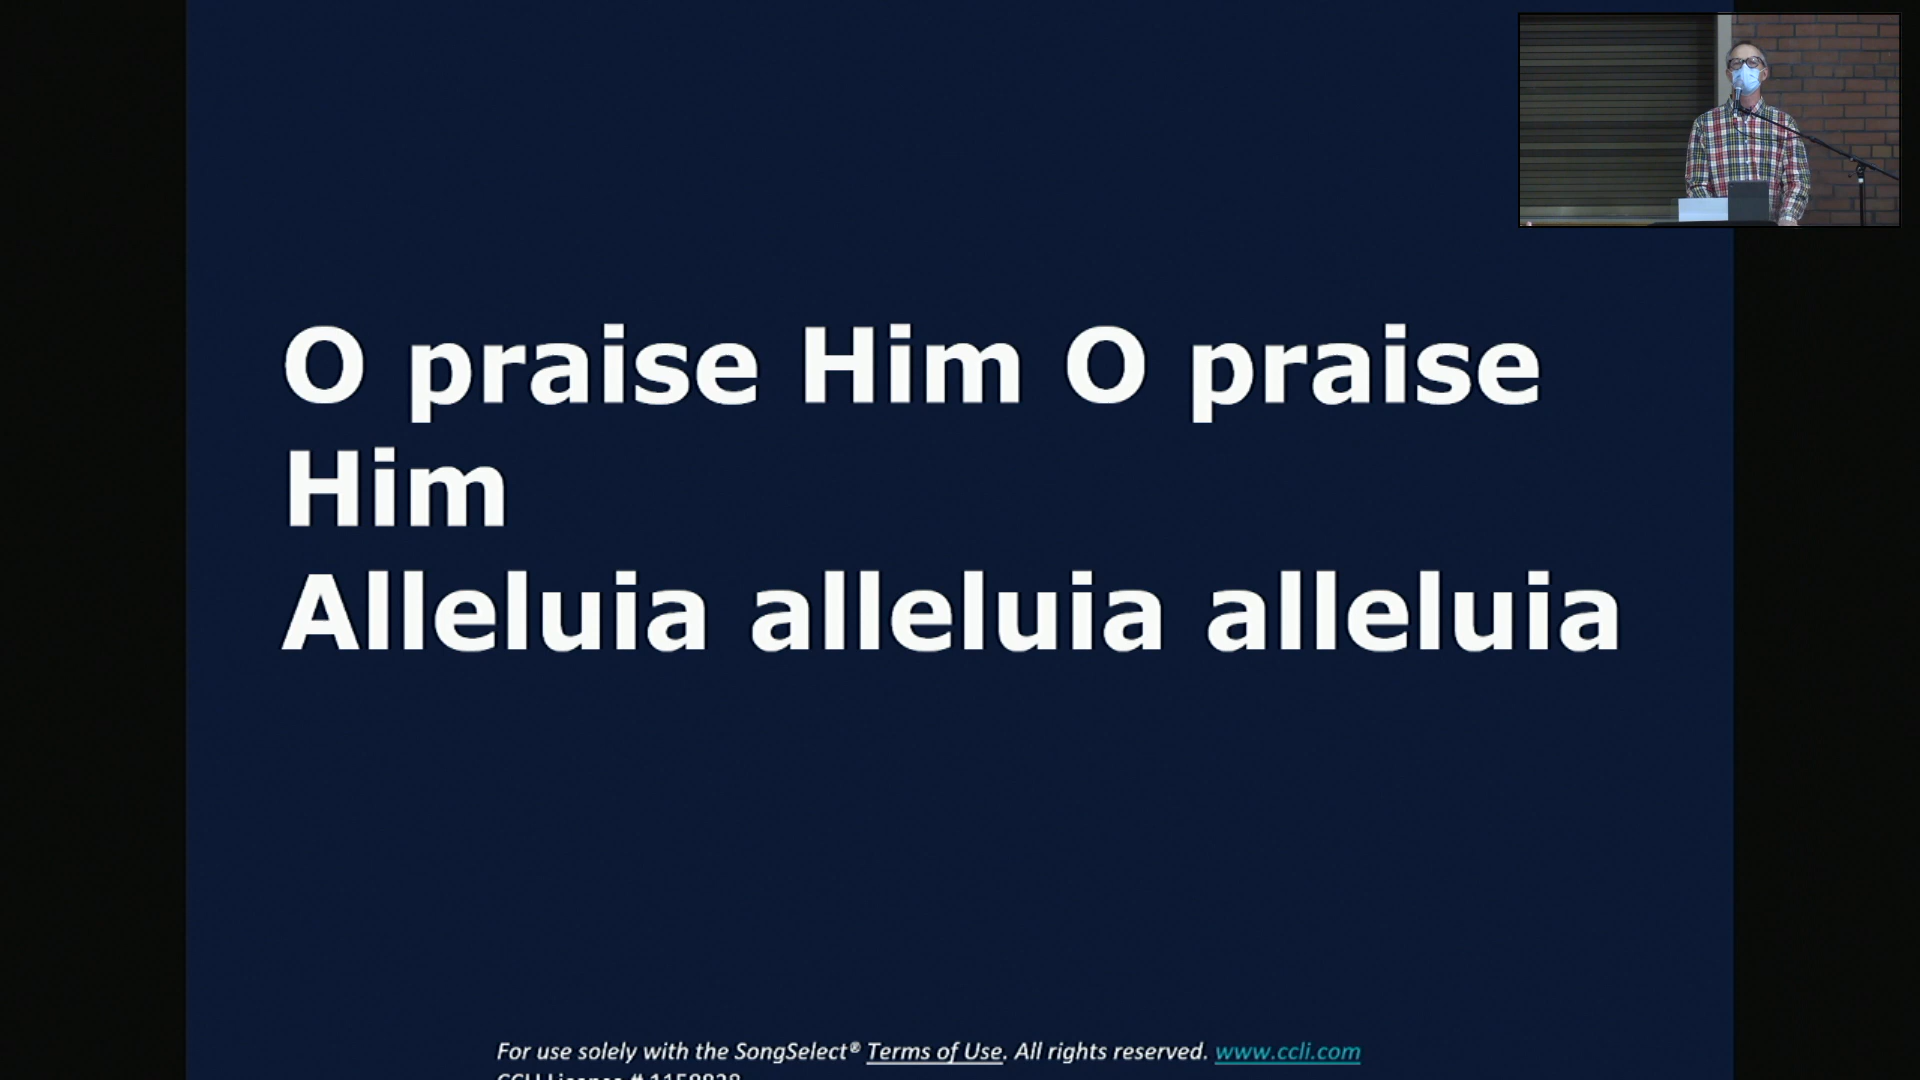 O praise Him O praise
Him
Alleluia alleluia alleluia
For use solely with the SongSelect® Terms of Use. All rights reserved. www.ccli.com